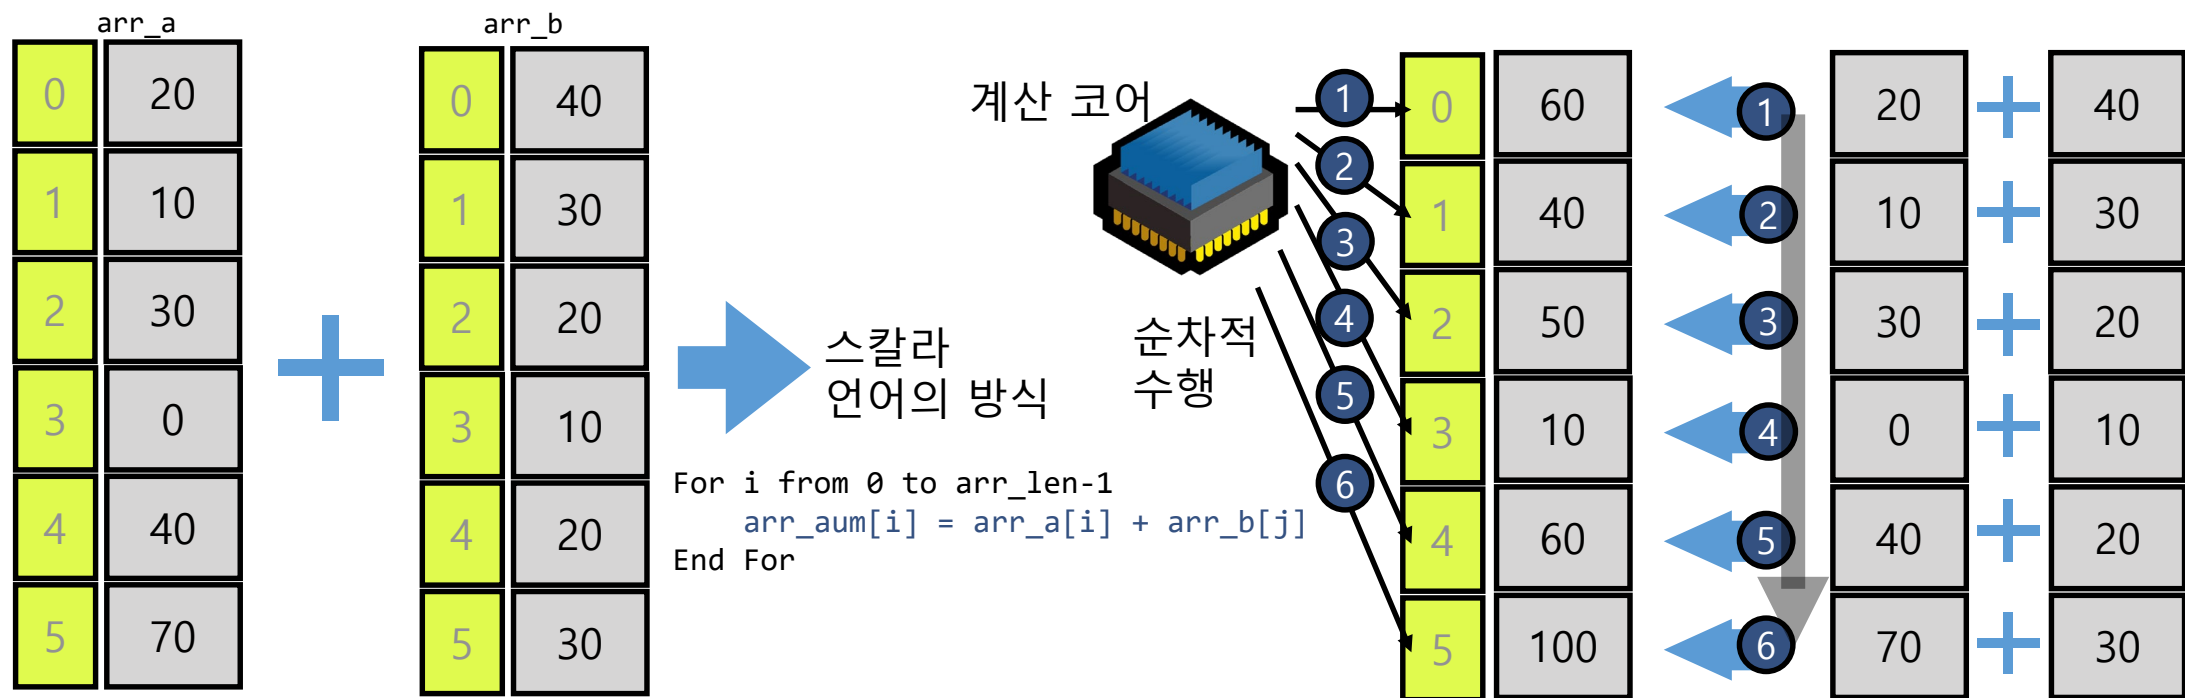 arr_a
0 20
1 10
2 30
3 0
4 40
5 70
arr_b
0 40
1 30
2 20
3 10
4 20
5 30
스칼라
언어의 방식
For i from 0 to arr_len-1
arr_aum[i] = arr_a[i] + arr_b[j]
End For
계산 코어
순차적
수행
1
2
3
4
5
6
0 60 1 20 40
1 40 2 10 30
2 50 3 30 20
3 10 4 0 10
4 60 5 40 20
5 100 6 70 30